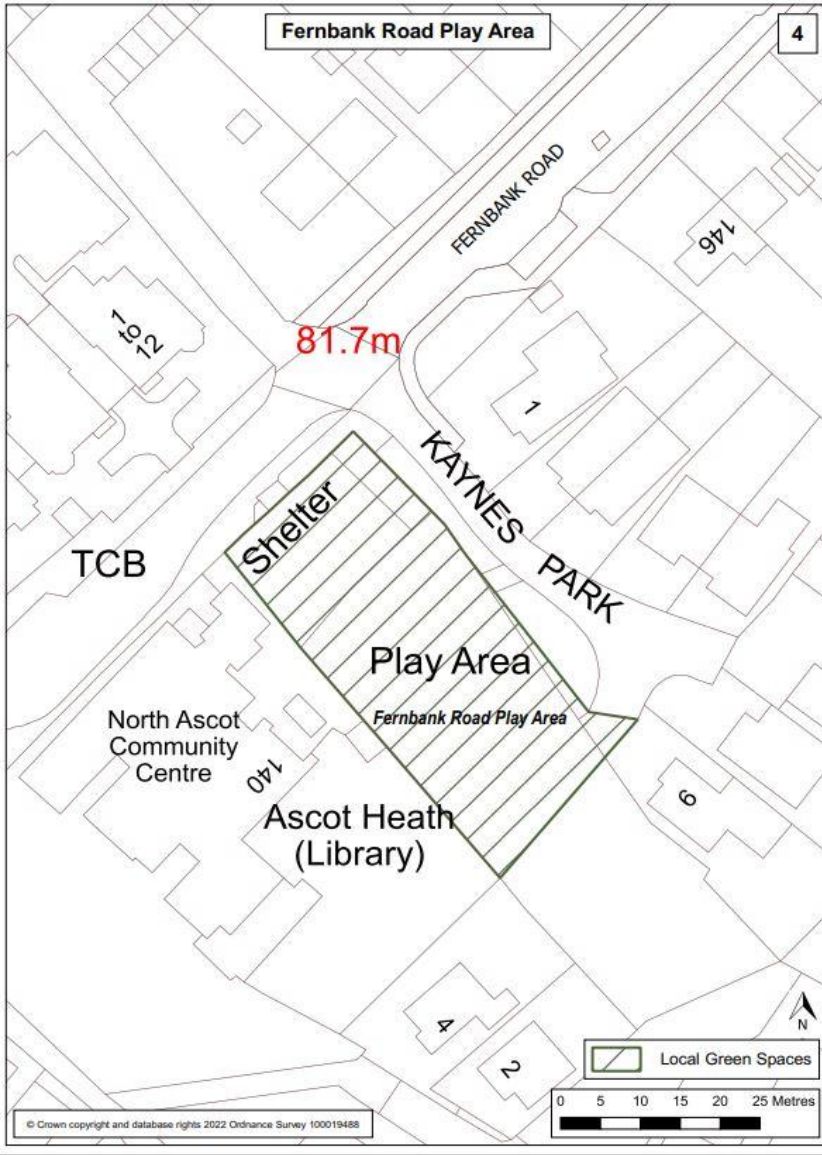 Fernbank Road Play Area
4
FERNBANK ROAD
146
81.7m
1
to
12
1
KAYNES PARK
Shelter
TCB
Play Area
Fernbank Road Play Area
North Ascot
Community
Centre
140
9
Ascot Heath
(Library)
4
2
N
Local Green Spaces
0 5 10 15 20 25 Metres
© Crown copyright and database rights 2022 Ordnance Survey 100019488